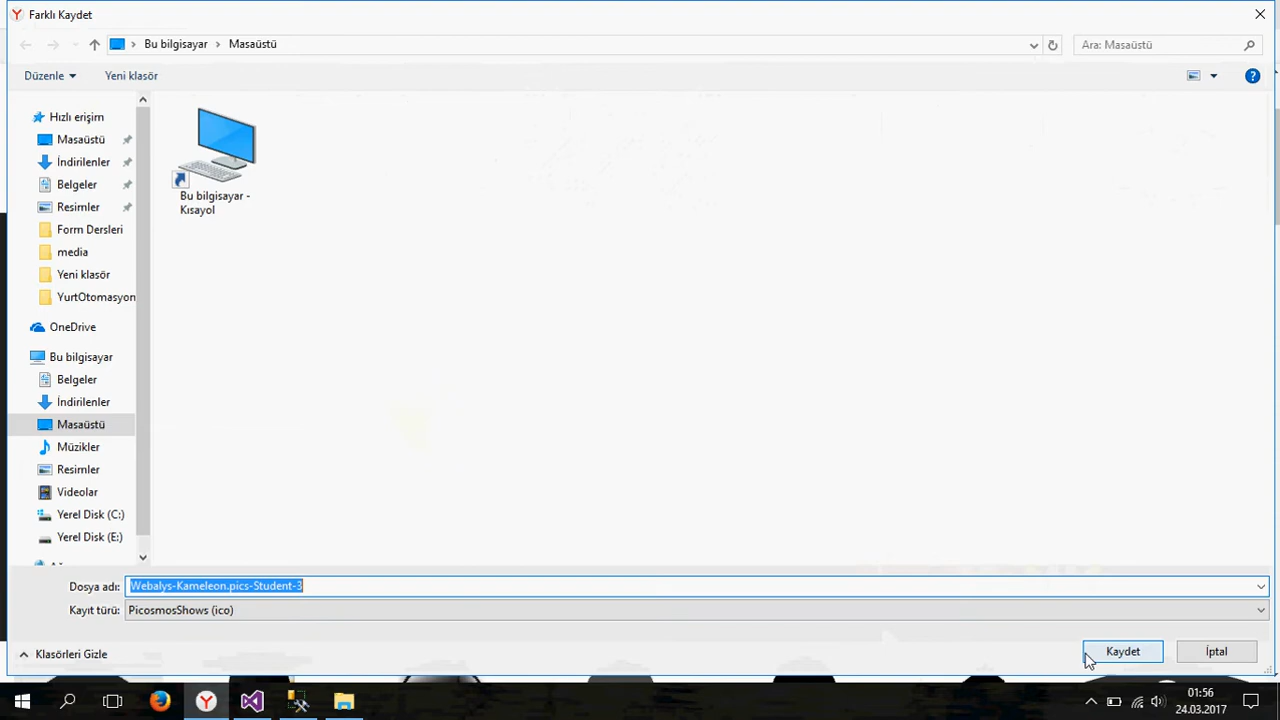 Farklı Kaydet
Bu bilgisayar
Masaüstü
Ara: Masaüstü
Düzenle
Yeni klasör
Hızlı erişim
Masaüstü
İndirilenler
Belgeler
Resimler
Form Dersleri
media
Yeni klasör
YurtOtomasyon
OneDrive
Bu bilgisayar
Belgeler
İndirilenler
Masaüstü
Müzikler
Resimler
Videolar
Yerel Disk (C:)
Yerel Disk (E:)
Bu bilgisayar -
Kısayol
Dosya adı:
Webalys-Kameleon.pics-Student-3
Kayıt türü:
PicosmosShows (ico)
Klasörleri Gizle
Kaydet
İptal
01:56
24.03.2017